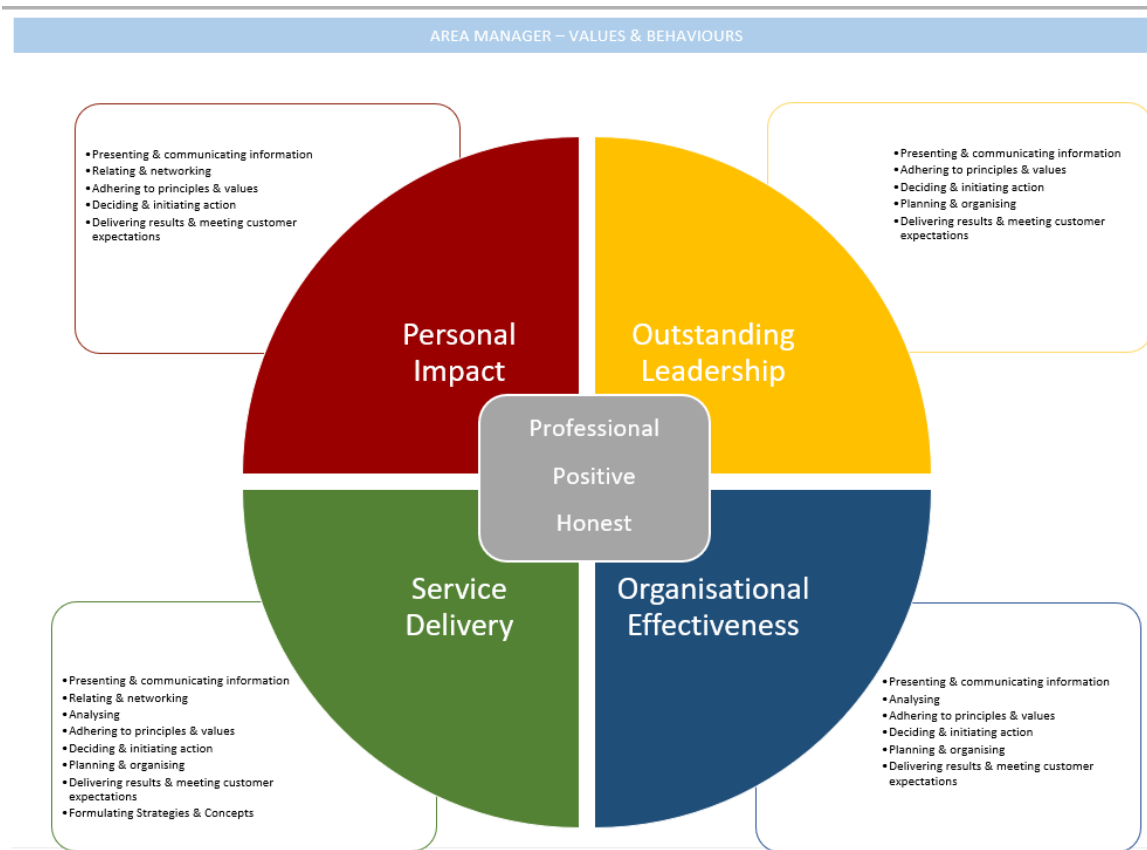 AREA MANAGER – VALUES & BEHAVIOURS
•Presenting & communicating information
•Relating & networking
•Adhering to principles & values
•Deciding & initiating action
•Delivering results & meeting customer
expectations
•Presenting & communicating information
•Adhering to principles & values
•Deciding & initiating action
•Planning & organising
•Delivering results & meeting customer
expectations
Personal
Impact
Outstanding
Leadership
Professional
Positive
Honest
Service
Delivery
Organisational
Effectiveness
•Presenting & communicating information
•Relating & networking
•Analysing
•Adhering to principles & values
•Deciding & initiating action
•Planning & organising
•Delivering results & meeting customer
expectations
•Formulating Strategies & Concepts
•Presenting & communicating information
•Analysing
•Adhering to principles & values
•Deciding & initiating action
•Planning & organising
•Delivering results & meeting customer
expectations